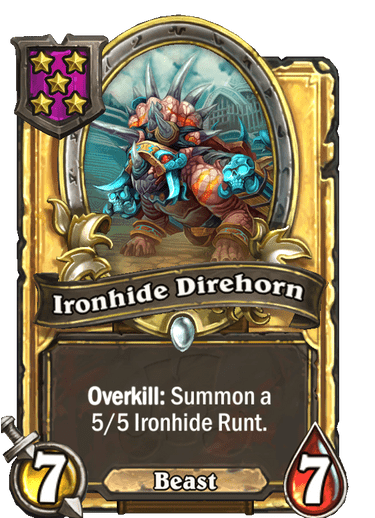 Ironhide Direhorn
Overkill: Summon a
5/5 Ironhide Runt.
7
Beast
7